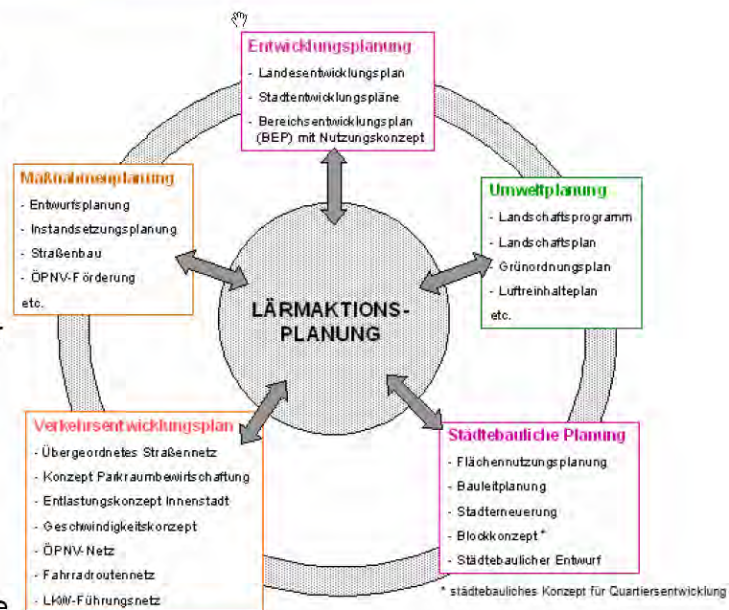 Entwicklungsplanung
- Landesentwicklungsplan
- Stadtentwicklungspläne
- Bereichsentwicklungsplan
(BEP) mit Nutzungskonzept
Maßnahmenplanung
- Entwurfsplanung
- Instandsetzungsplanung
- Straßenbau
- ÖPNV-Förderung
etc.
Umweltplanung
- Landschaftsprogramm
- Landschaftsplan
- Grünordnungsplan
- Luftreinhalteplan
etc.
LÄRMAKTIONS-
PLANUNG
Verkehrsentwicklungsplan
- Übergeordnetes Straßennetz
- Konzept Parkraumbewirtschaftung
- Entlastungskonzept Innenstadt
- Geschwindigkeitskonzept
- ÖPNV-Netz
- Fahrradroutennetz
- LKW-Führungsnetz
Städtebauliche Planung
- Flächennutzungsplanung
- Bauleitplanung
- Stadterneuerung
- Blockkonzept *
- Städtebaulicher Entwurf
* städtebauliches Konzept für Quartiersentwicklung